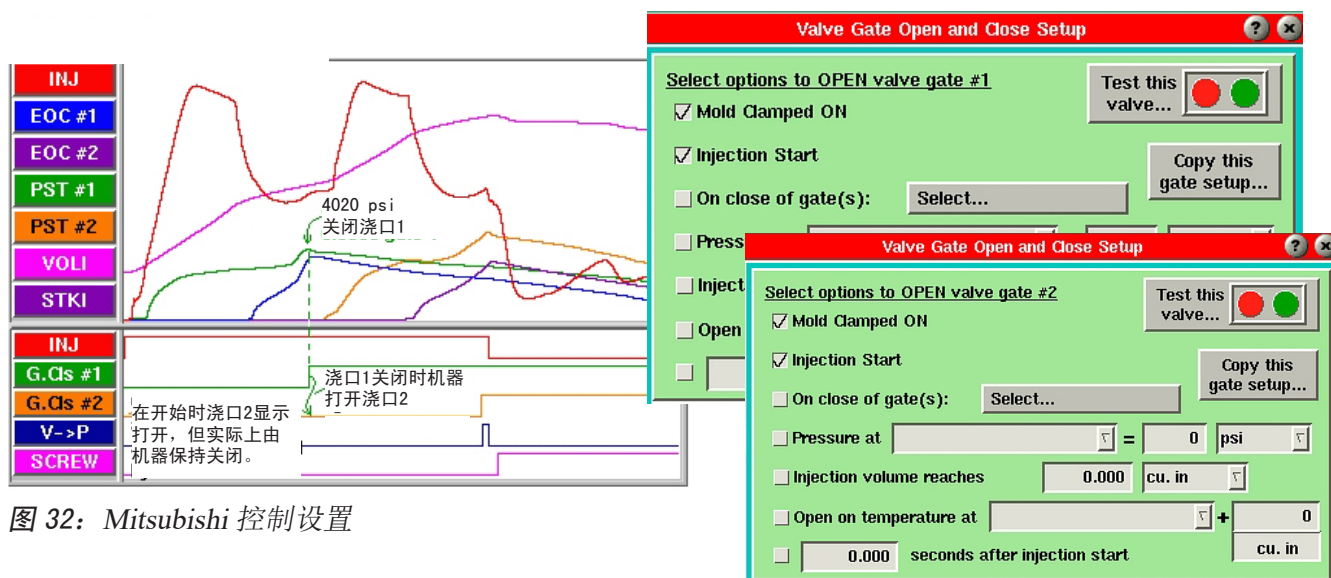 INJ
EOC #1
EOC #2
PST #1
PST #2
VOLI
STKI
4020 psi
关闭浇口1
INJ
G.Cls #1
G.Cls #2
V->P
SCREW
浇口1关闭时机器
打开浇口2
在开始时浇口2显示
打开，但实际上由
机器保持关闭。
图 32：Mitsubishi 控制设置
Valve Gate Open and Close Setup
Select options to OPEN valve gate #1
Test this
valve...
Mold Clamped ON
Injection Start
Copy this
gate setup...
On close of gate(s):
Select...
Press
Inject
Open
Valve Gate Open and Close Setup
Select options to OPEN valve gate #2
Test this
valve...
Mold Clamped ON
Injection Start
Copy this
gate setup...
On close of gate(s):
Select...
Pressure at = 0 psi
Injection volume reaches 0.000 cu. in
Open on temperature at + 0
cu. in
0.000 seconds after injection start